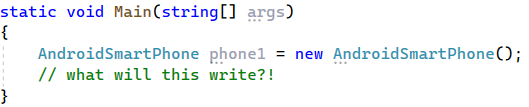 static void Main(string[] args)
{
    AndroidSmartPhone phone1 = new AndroidSmartPhone();
    // what will this write?!
}